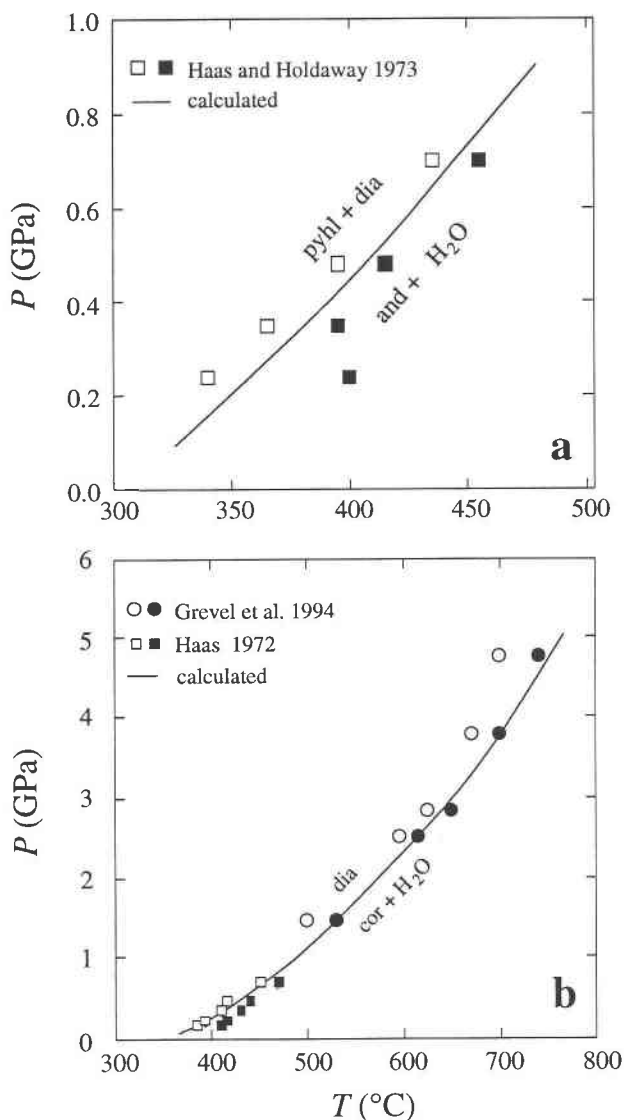 1.0
Haas and Holdaway 1973
calculated
0.8
P (GPa)
0.6
0.4
0.2
0.0
pyhl + dia
and + H₂O
a
300 350 400 450 500
6
Grevel et al. 1994
Haas 1972
calculated
5
4
P (GPa)
3
2
1
0
dia
cor + H₂O
b
300 400 500 600 700 800
T (°C)